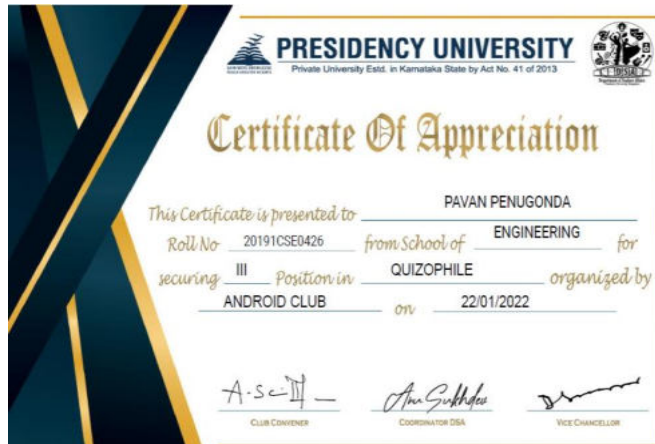 PRESIDENCY UNIVERSITY
Private University Estd. in Karnataka State by Act No. 41 of 2013
DSA
Certificate Of Appreciation
This Certificate is presented to PAVAN PENUGONDA
Roll No 20191CSE0426 from School of ENGINEERING for
securing III Position in QUIZOPHILE organized by
ANDROID CLUB on 22/01/2022
CLUB CONVENER COORDINATOR DSA VICE CHANCELLOR